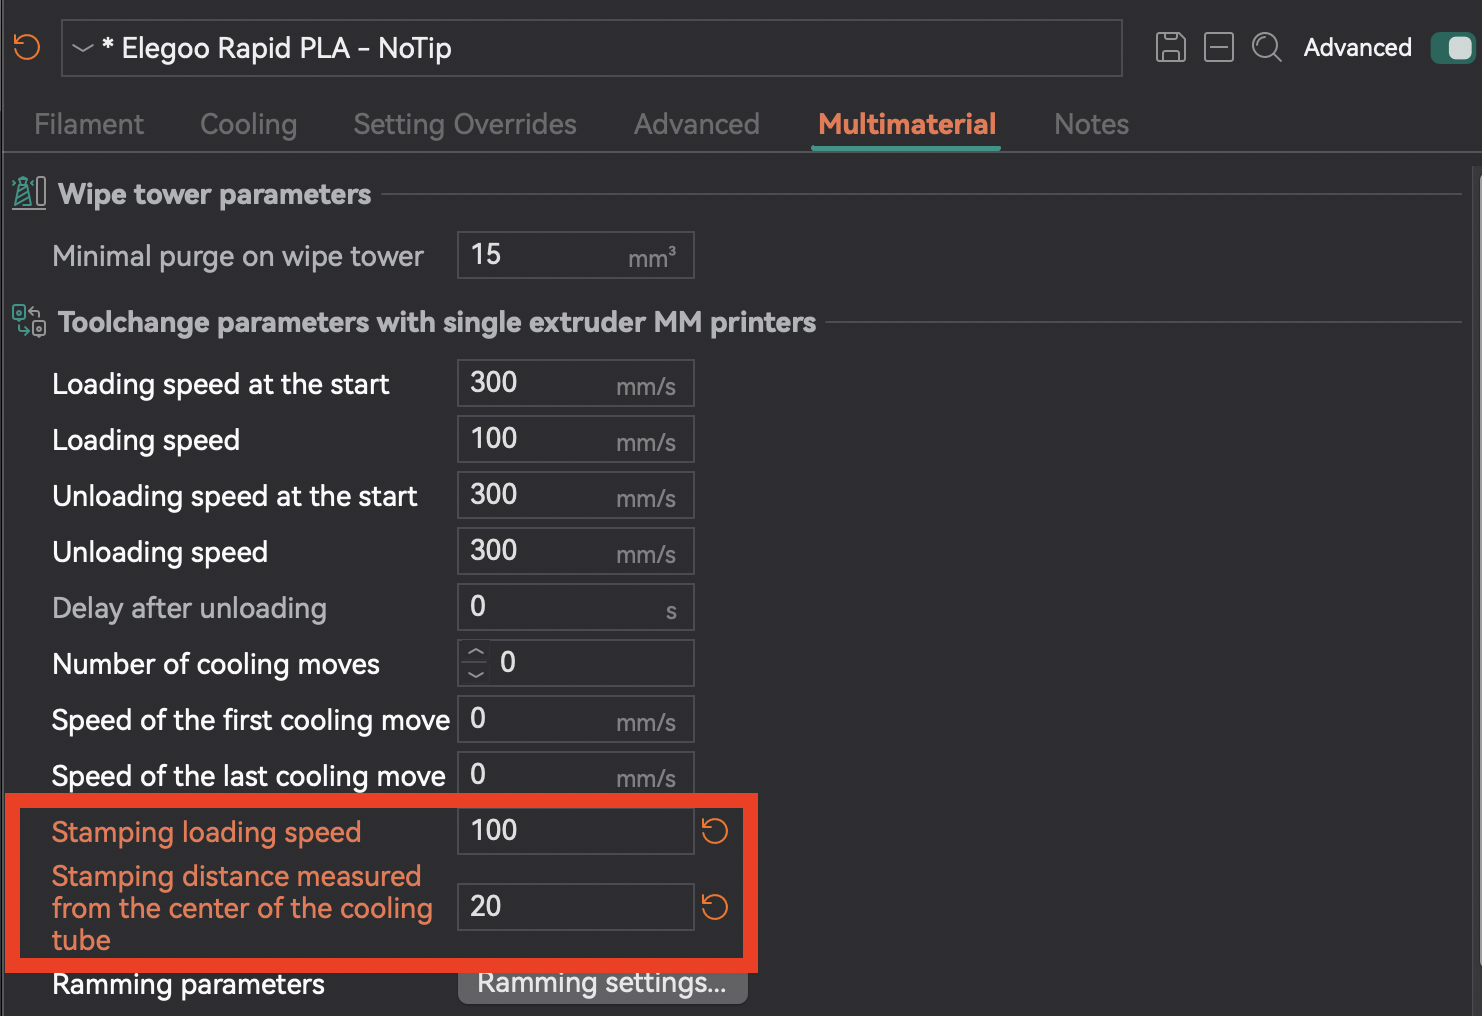 * Elegoo Rapid PLA - NoTip
Advanced
Filament Cooling Setting Overrides Advanced Multimaterial Notes
Wipe tower parameters
Minimal purge on wipe tower 15 mm³
Toolchange parameters with single extruder MM printers
Loading speed at the start 300 mm/s
Loading speed 100 mm/s
Unloading speed at the start 300 mm/s
Unloading speed 300 mm/s
Delay after unloading 0 s
Number of cooling moves 0
Speed of the first cooling move 0 mm/s
Speed of the last cooling move 0 mm/s
Stamping loading speed 100
Stamping distance measured
from the center of the cooling 20
tube
Ramming parameters Ramming settings...